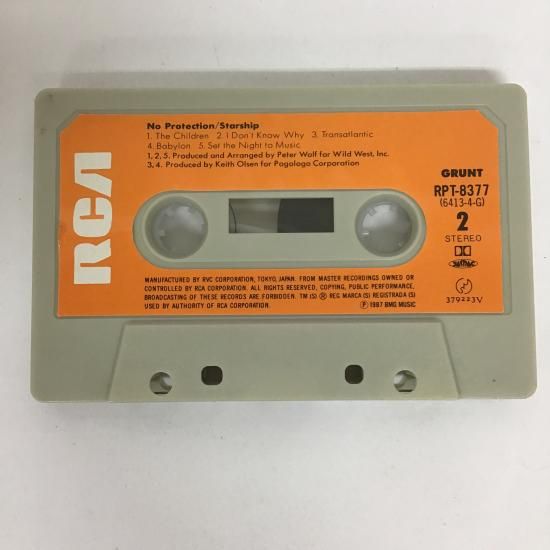 RCA
No Protection/Starship
1. The Children 2. I Don't Know Why 3. Transatlantic
4. Babylon 5. Set the Night to Music
1, 2, 5. Produced and Arranged by Peter Wolf for Wild West, Inc.
3, 4. Produced by Keith Olsen for Pogologo Corporation
GRUNT
RPT-8377
(6413-4-G)
2
STEREO
MANUFACTURED BY RVC CORPORATION, TOKYO, JAPAN. FROM MASTER RECORDINGS OWNED OR
CONTROLLED BY RCA CORPORATION. ALL RIGHTS RESERVED, COPYING, PUBLIC PERFORMANCE,
BROADCASTING OF THESE RECORDS ARE FORBIDDEN. TM(S) ® REG MARCA(S) REGISTRADA(S)
USED BY AUTHORITY OF RCA CORPORATION.
℗ 1987 BMG MUSIC
379223V